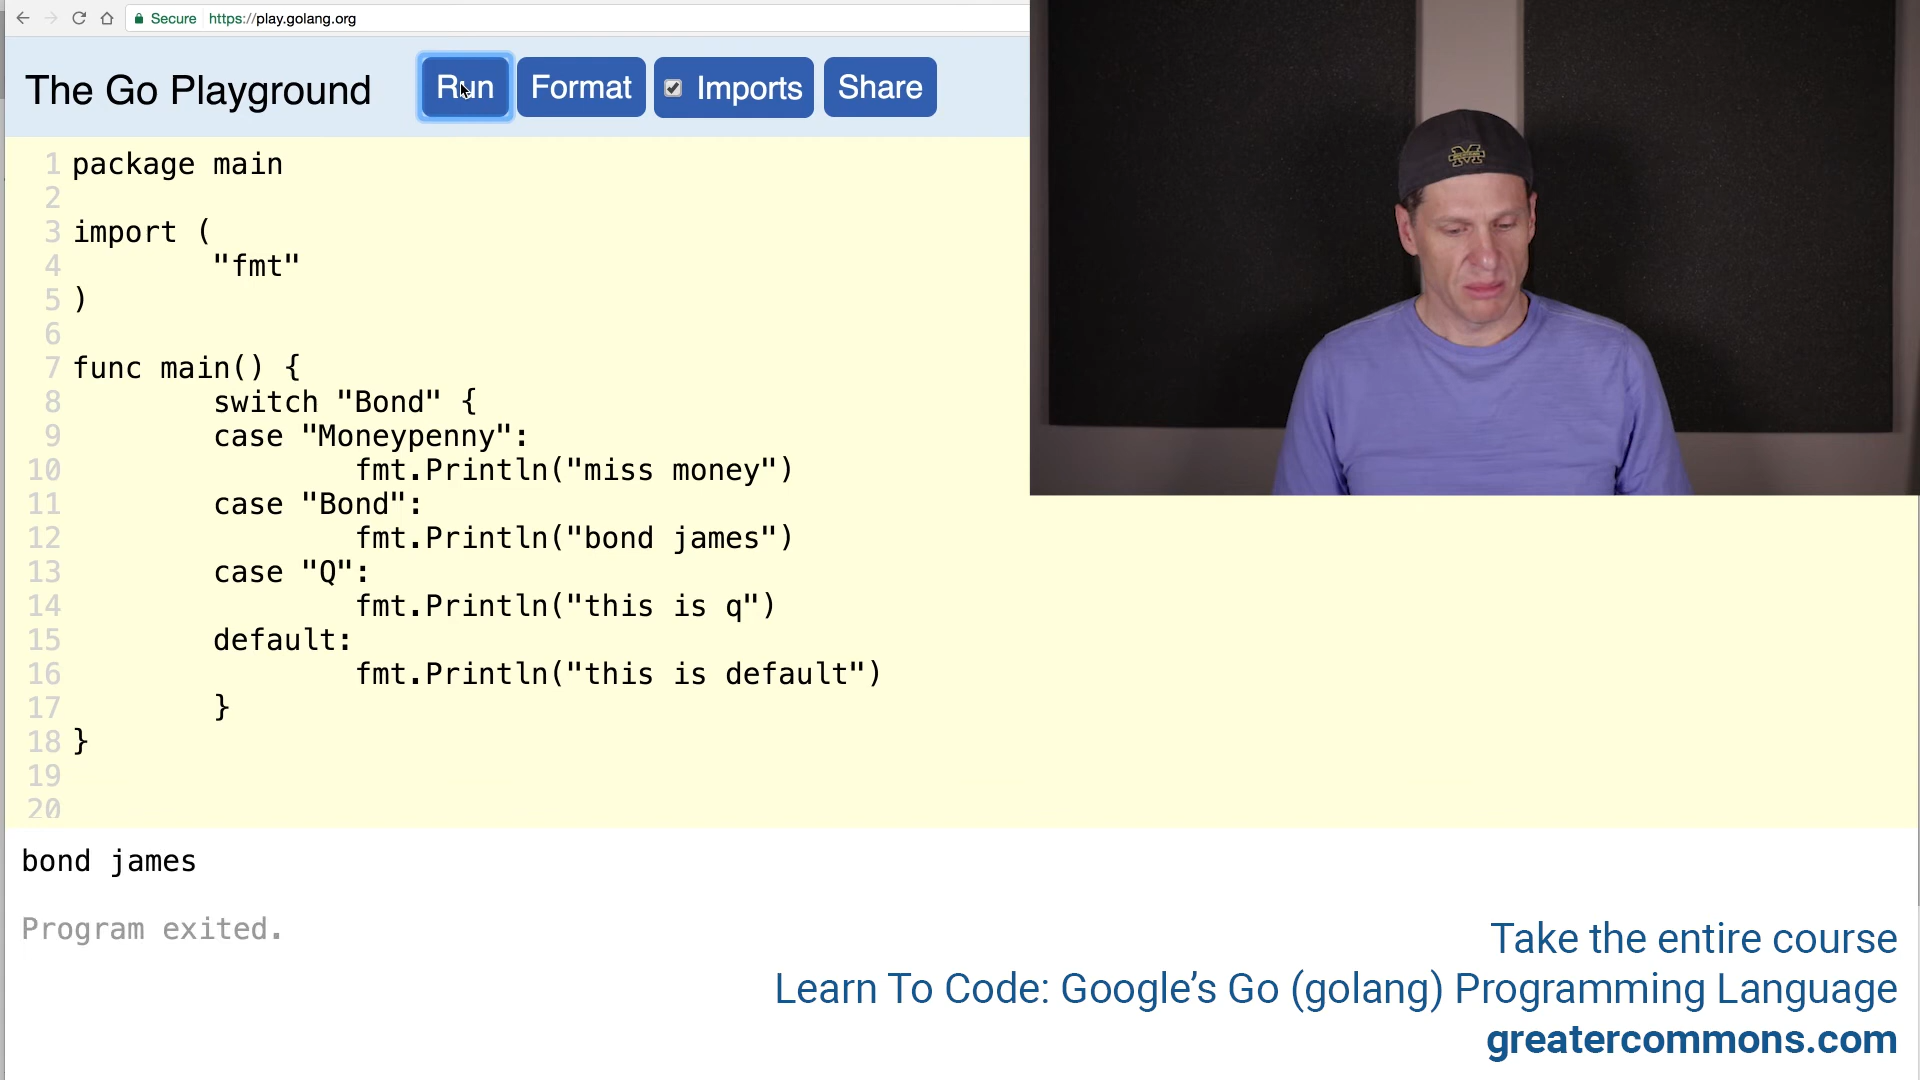 Secure https://play.golang.org
The Go Playground Run Format Imports Share
1 package main
2
3 import (
4 "fmt"
5 )
6
7 func main() {
8 switch "Bond" {
9 case "Moneypenny":
10 fmt.Println("miss money")
11 case "Bond":
12 fmt.Println("bond james")
13 case "Q":
14 fmt.Println("this is q")
15 default:
16 fmt.Println("this is default")
17 }
18 }
19
20
bond james
Program exited.
Take the entire course
Learn To Code: Google’s Go (golang) Programming Language
greatercommons.com